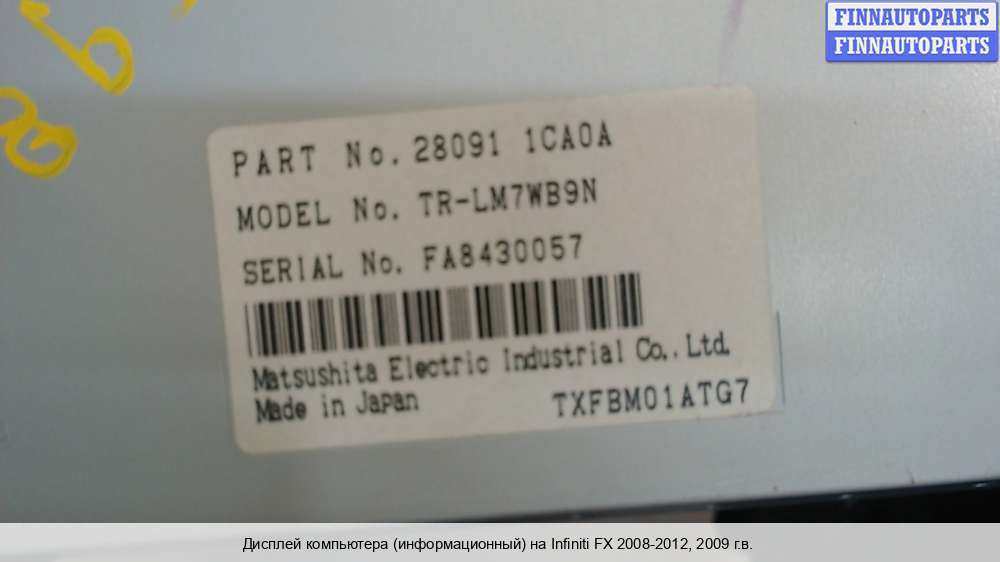 FINNAUTOPARTS
FINNAUTOPARTS
PART No. 28091 1CA0A
MODEL No. TR-LM7WB9N
SERIAL No. FA8430057
Matsushita Electric Industrial Co., Ltd.
Made in Japan
TXFBM01ATG7
Дисплей компьютера (информационный) на Infiniti FX 2008-2012, 2009 г.в.